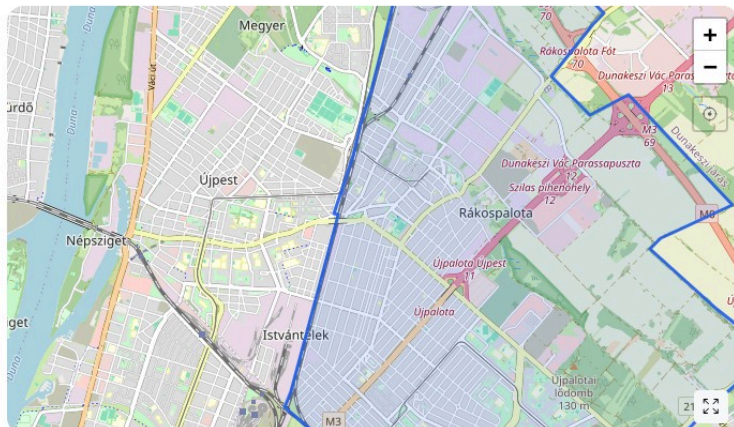 70
Megyer
+
Rákospalota Fót
70
−
Dunakeszi Vác Parassapuszta
13
Duna
Váci út
ürdő
M3
69
Dunakeszi járás
Dunakeszi Vác Parassapuszta
12
Szilas pihenőhely
12
Újpest
Duna
Rákospalota
M0
Népsziget
Újpalota Újpest
11
Újpalota
get
Istvántelek
Duna
Újpalotai
lődomb
130 m
M3
21